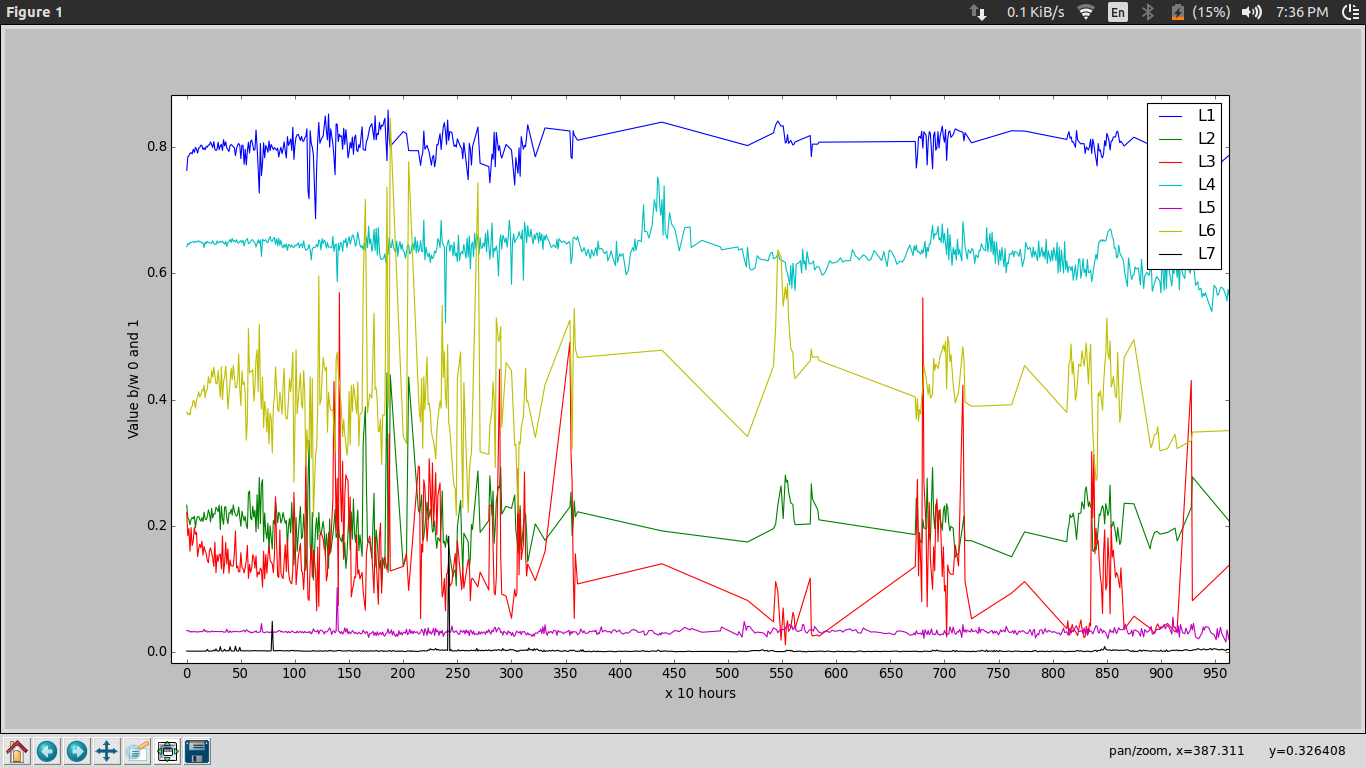 Figure 1
0.1 KiB/s En (15%) 7:36 PM
L1
L2
L3
L4
L5
L6
L7
0.8
0.6
0.4
0.2
0.0
Value b/w 0 and 1
0 50 100 150 200 250 300 350 400 450 500 550 600 650 700 750 800 850 900 950
x 10 hours
pan/zoom, x=387.311 y=0.326408